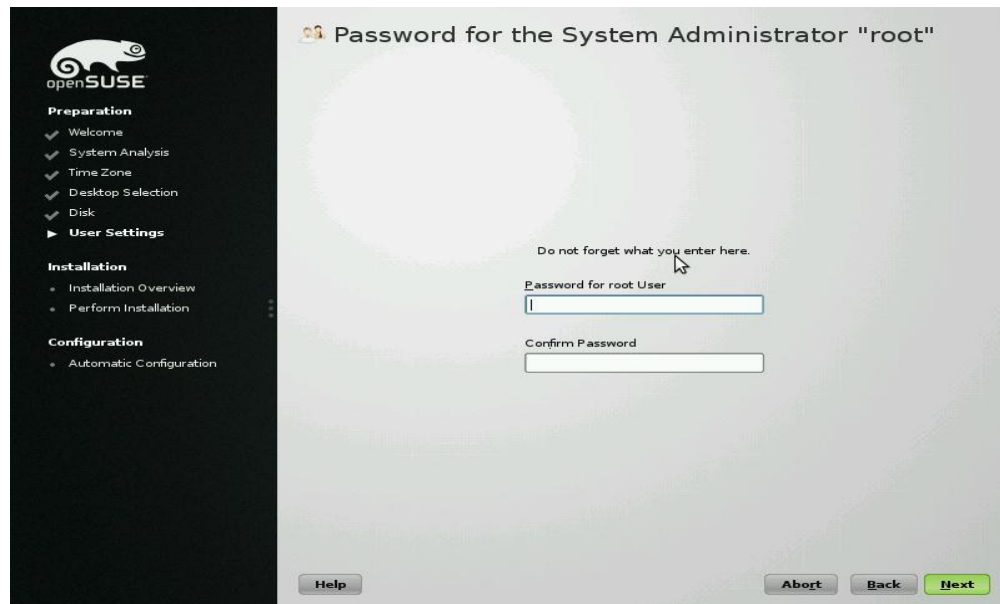 Password for the System Administrator "root"
openSUSE
Preparation
Welcome
System Analysis
Time Zone
Desktop Selection
Disk
User Settings
Installation
Installation Overview
Perform Installation
Configuration
Automatic Configuration
Do not forget what you enter here.
Password for root User
Confirm Password
Help
Abort
Back
Next